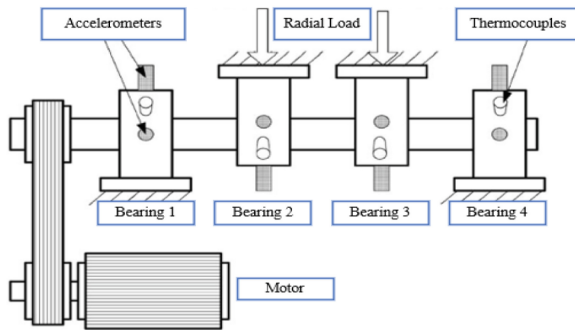 Accelerometers
Radial Load
Thermocouples
Bearing 1
Bearing 2
Bearing 3
Bearing 4
Motor